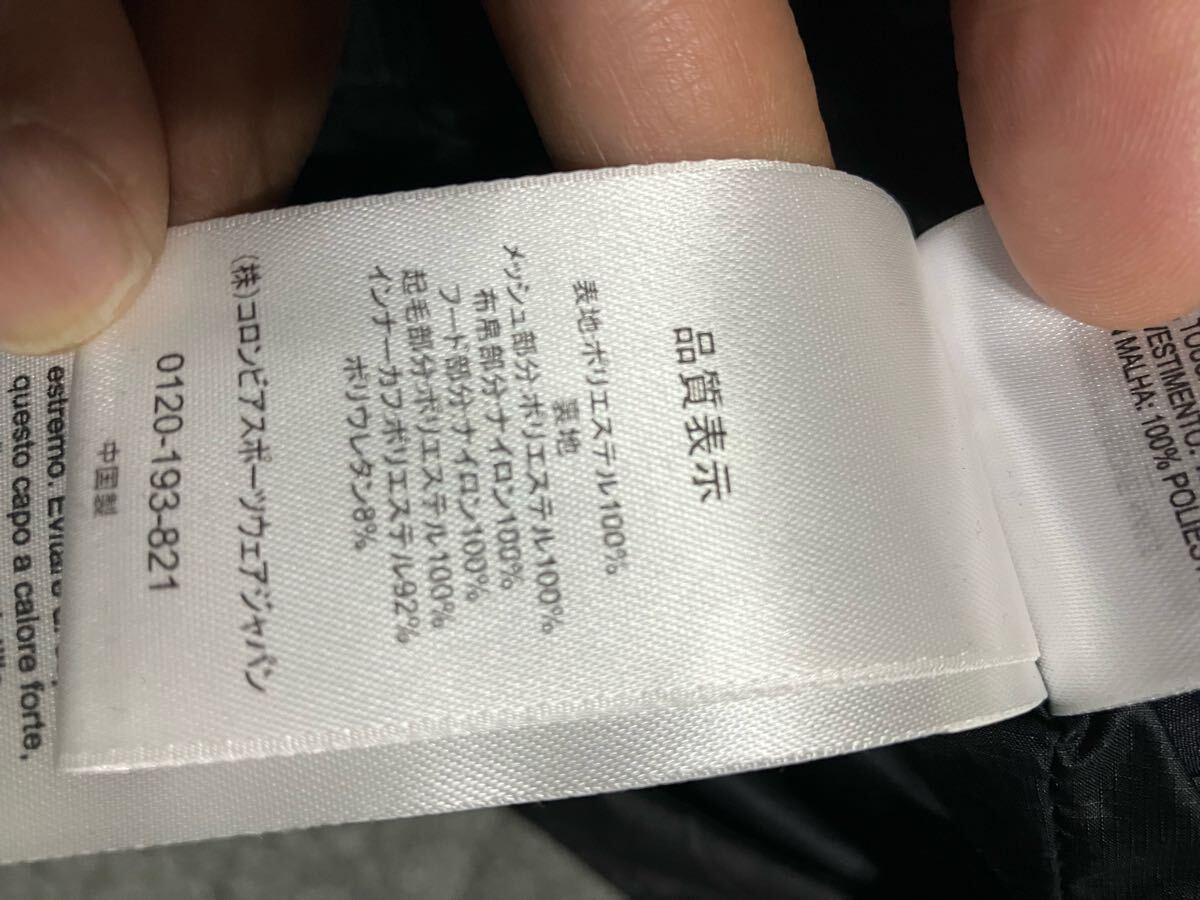 品質表示
表地ポリエステル100%
裏地
メッシュ部分ポリエステル100%
布帛部分ナイロン100%
フード部分ナイロン100%
起毛部分ポリエステル100%
インナーカフポリエステル92%
ポリウレタン8%
(株)コロンビアスポーツウェアジャパン
0120-193-821
中国製
estremo.
questo capo a calore forte,
MALHA: 100%